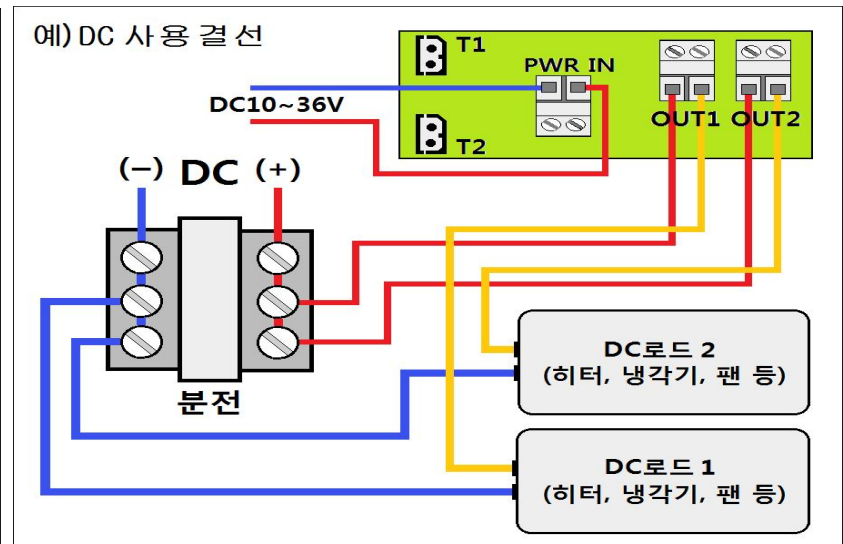 예) DC 사용결선
T1
PWR IN
DC10~36V
OUT1 OUT2
T2
(−) DC (+)
분전
DC로드 2
(히터, 냉각기, 팬 등)
DC로드 1
(히터, 냉각기, 팬 등)